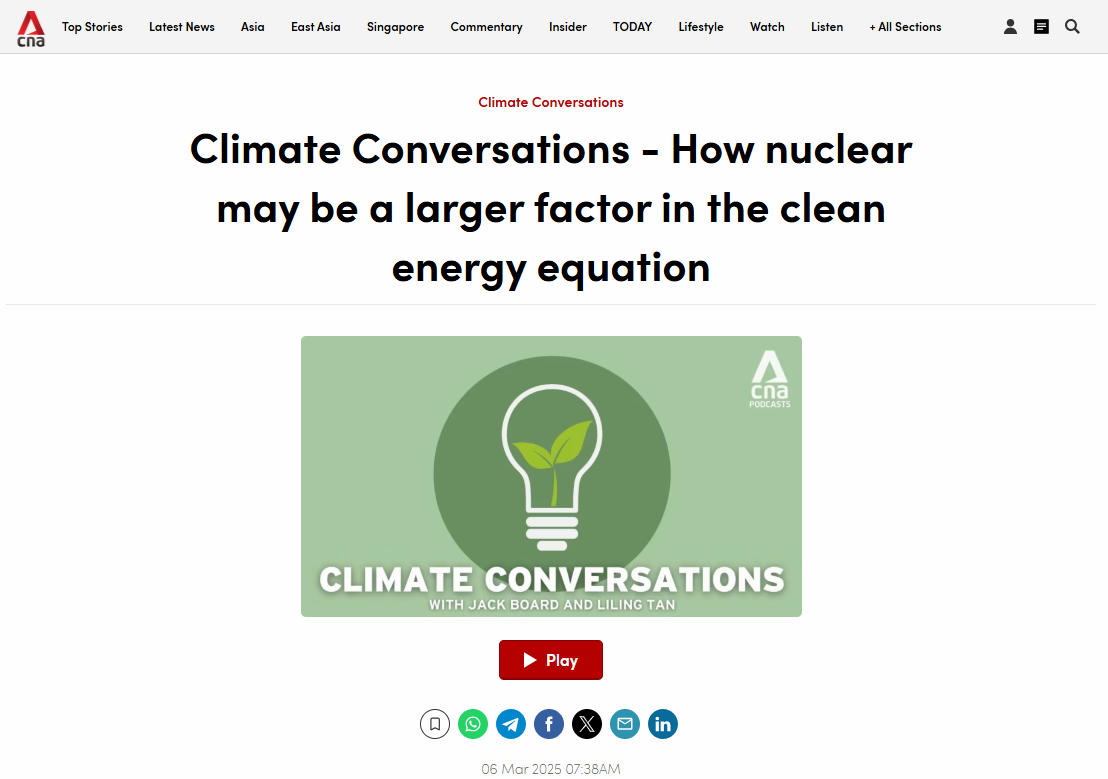 cna
Top Stories
Latest News
Asia
East Asia
Singapore
Commentary
Insider
TODAY
Lifestyle
Watch
Listen
+ All Sections
Climate Conversations
Climate Conversations - How nuclear
may be a larger factor in the clean
energy equation
cna
PODCASTS
CLIMATE CONVERSATIONS
WITH JACK BOARD AND LILING TAN
Play
06 Mar 2025 07:38AM